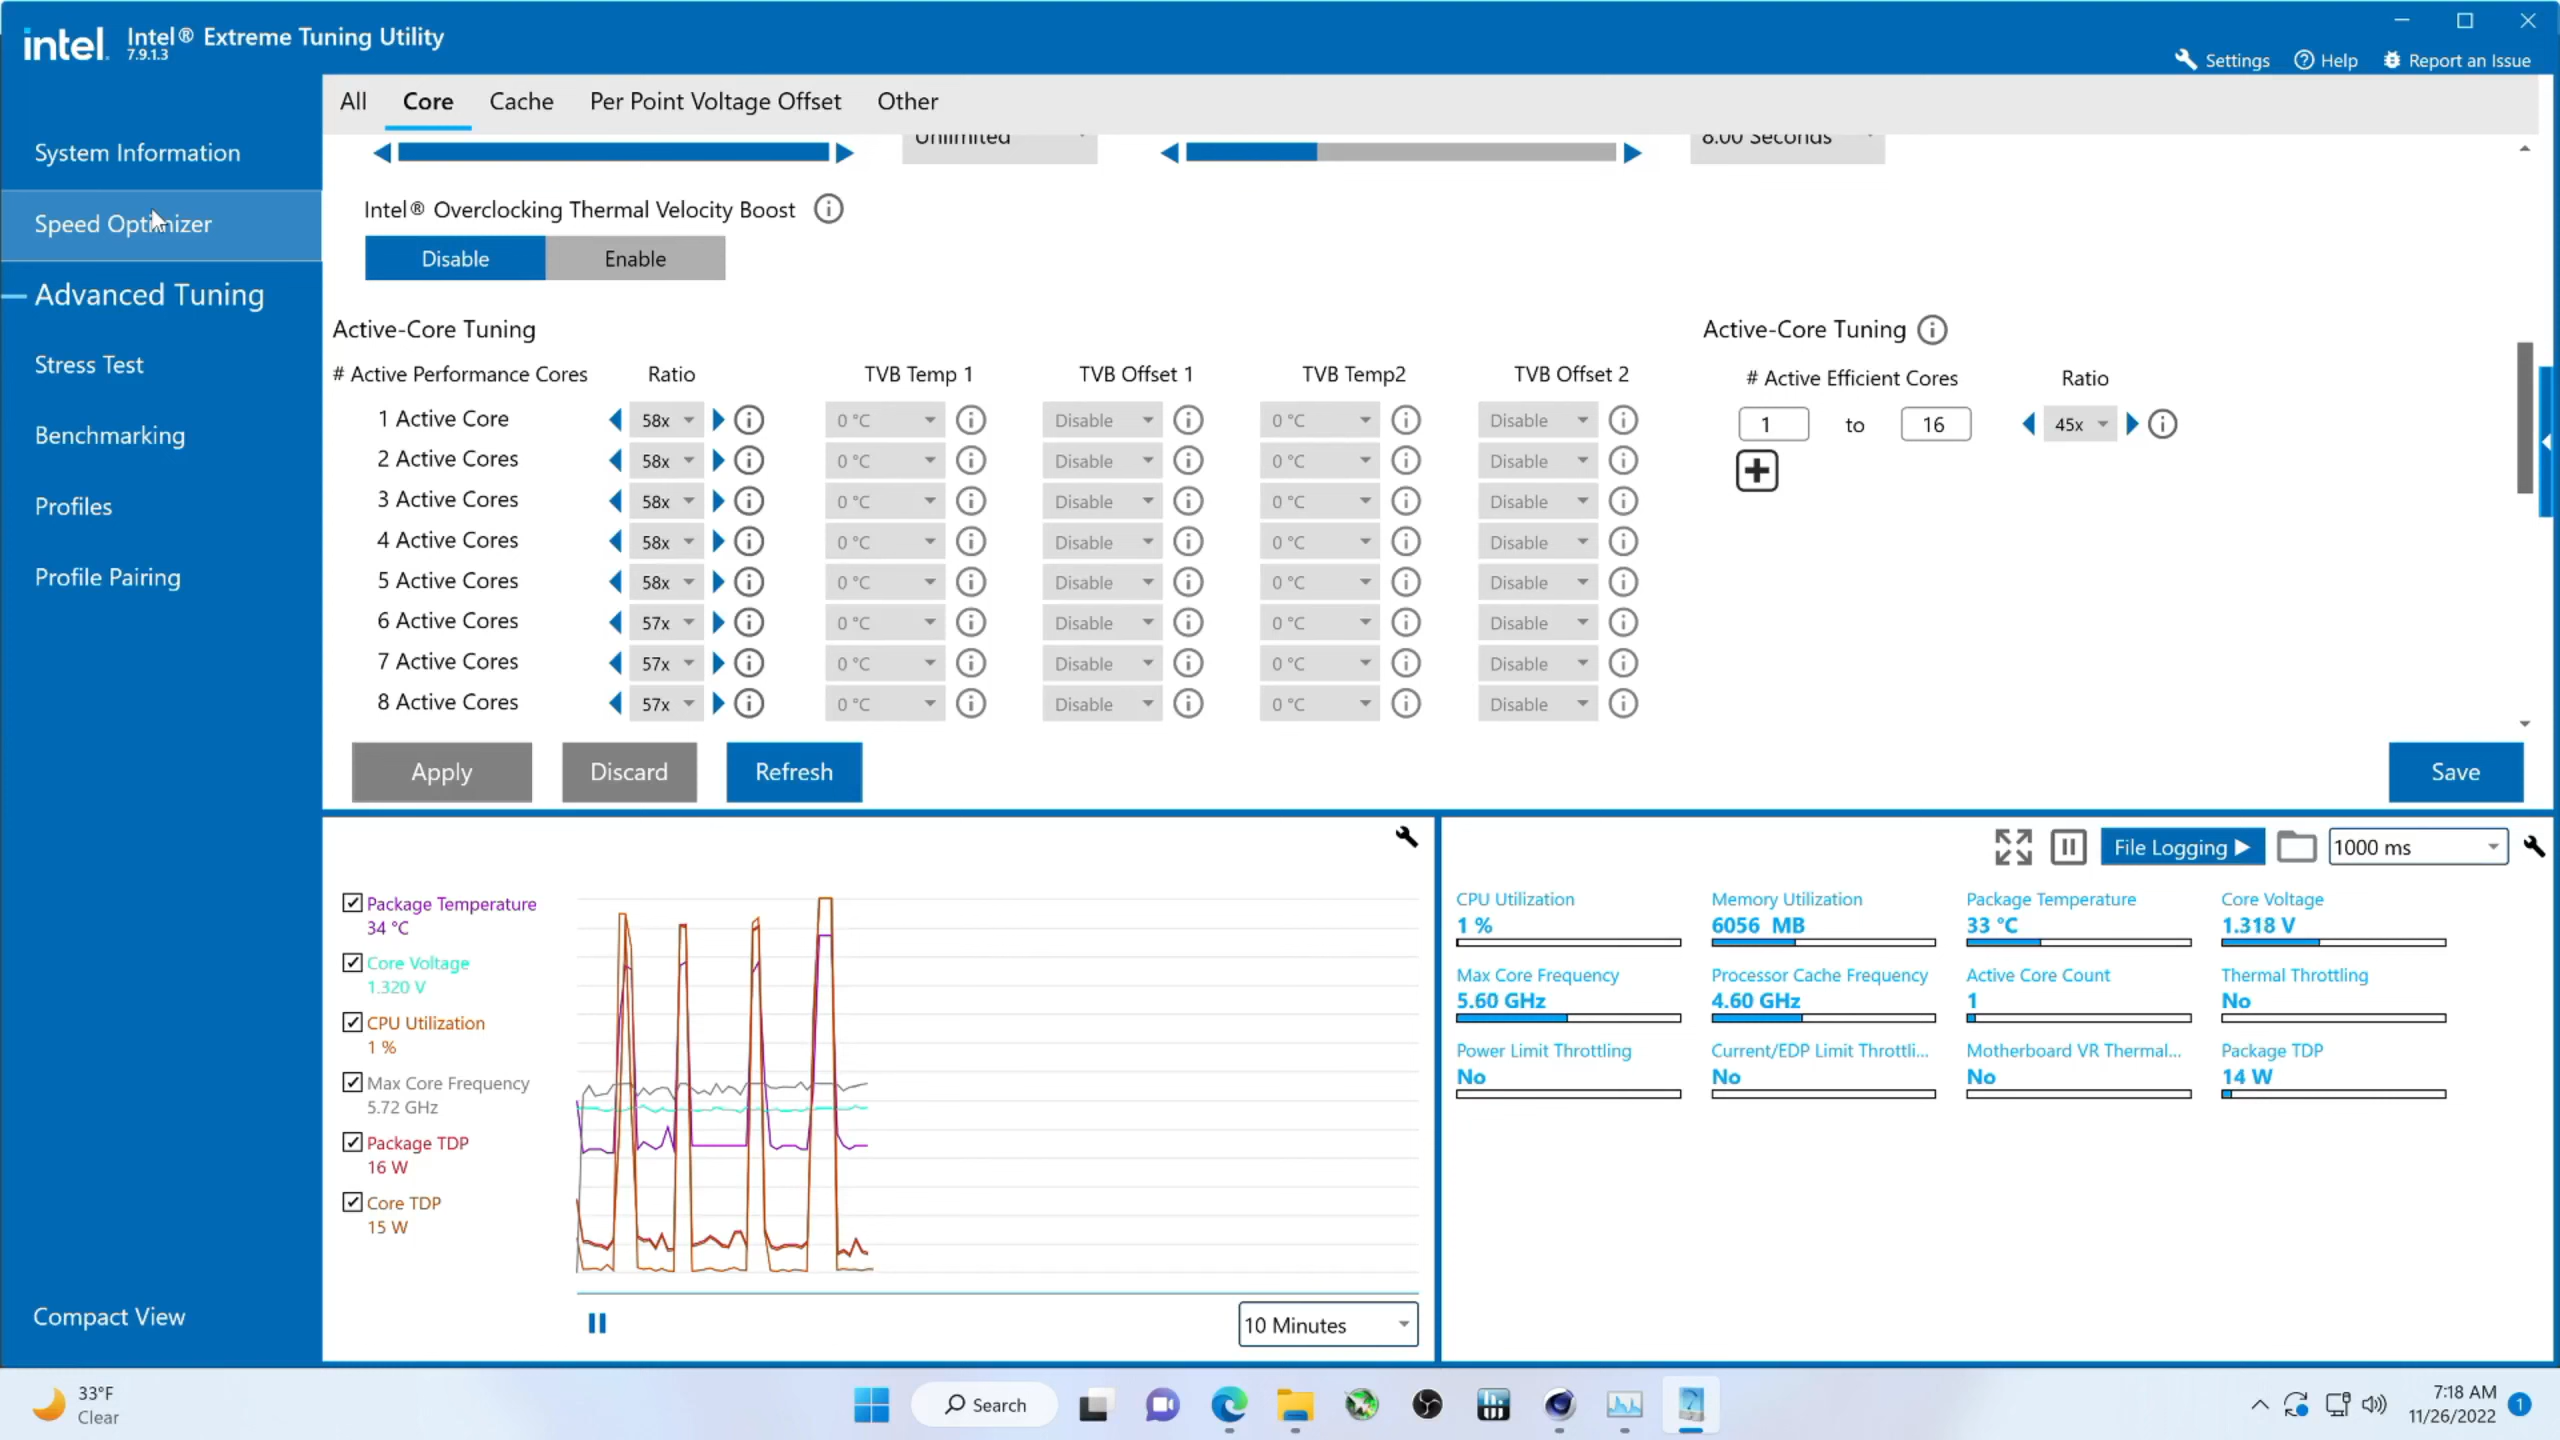 intel.
Intel® Extreme Tuning Utility
7.9.1.3
Settings
Help
Report an Issue
System Information
Speed Optimizer
Advanced Tuning
Stress Test
Benchmarking
Profiles
Profile Pairing
Compact View
All Core Cache Per Point Voltage Offset Other
Unlimited 8.00 Seconds
Intel® Overclocking Thermal Velocity Boost
Disable Enable
Active-Core Tuning
# Active Performance Cores Ratio TVB Temp 1 TVB Offset 1 TVB Temp2 TVB Offset 2
1 Active Core 58x 0 °C Disable 0 °C Disable
2 Active Cores 58x 0 °C Disable 0 °C Disable
3 Active Cores 58x 0 °C Disable 0 °C Disable
4 Active Cores 58x 0 °C Disable 0 °C Disable
5 Active Cores 58x 0 °C Disable 0 °C Disable
6 Active Cores 57x 0 °C Disable 0 °C Disable
7 Active Cores 57x 0 °C Disable 0 °C Disable
8 Active Cores 57x 0 °C Disable 0 °C Disable
Active-Core Tuning
# Active Efficient Cores Ratio
1 to 16 45x
Apply Discard Refresh Save
Package Temperature
34 °C
Core Voltage
1.320 V
CPU Utilization
1 %
Max Core Frequency
5.72 GHz
Package TDP
16 W
Core TDP
15 W
10 Minutes
File Logging 1000 ms
CPU Utilization Memory Utilization Package Temperature Core Voltage
1 % 6056 MB 33 °C 1.318 V
Max Core Frequency Processor Cache Frequency Active Core Count Thermal Throttling
5.60 GHz 4.60 GHz 1 No
Power Limit Throttling Current/EDP Limit Throttli... Motherboard VR Thermal... Package TDP
No No No 14 W
33°F
Clear
Search
7:18 AM
11/26/2022
1